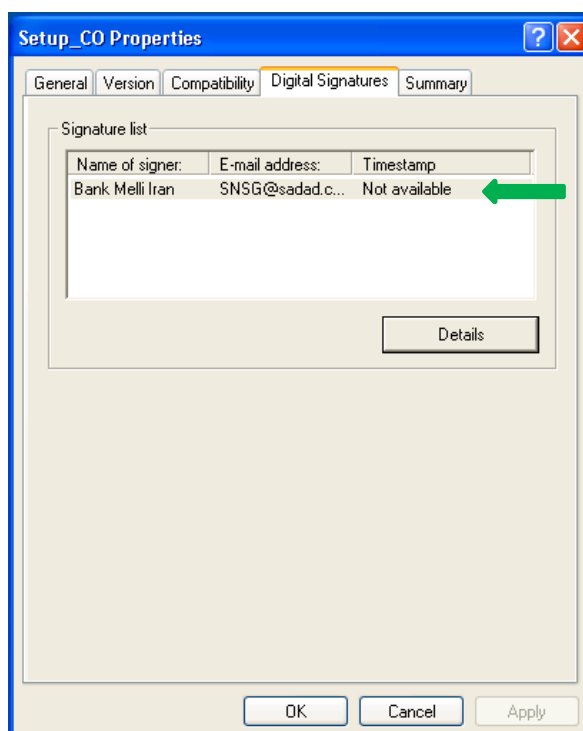 Setup_CO Properties
General Version Compatibility Digital Signatures Summary
Signature list
Name of signer: E-mail address: Timestamp
Bank Melli Iran SNSG@sadad.c... Not available
Details
OK Cancel Apply